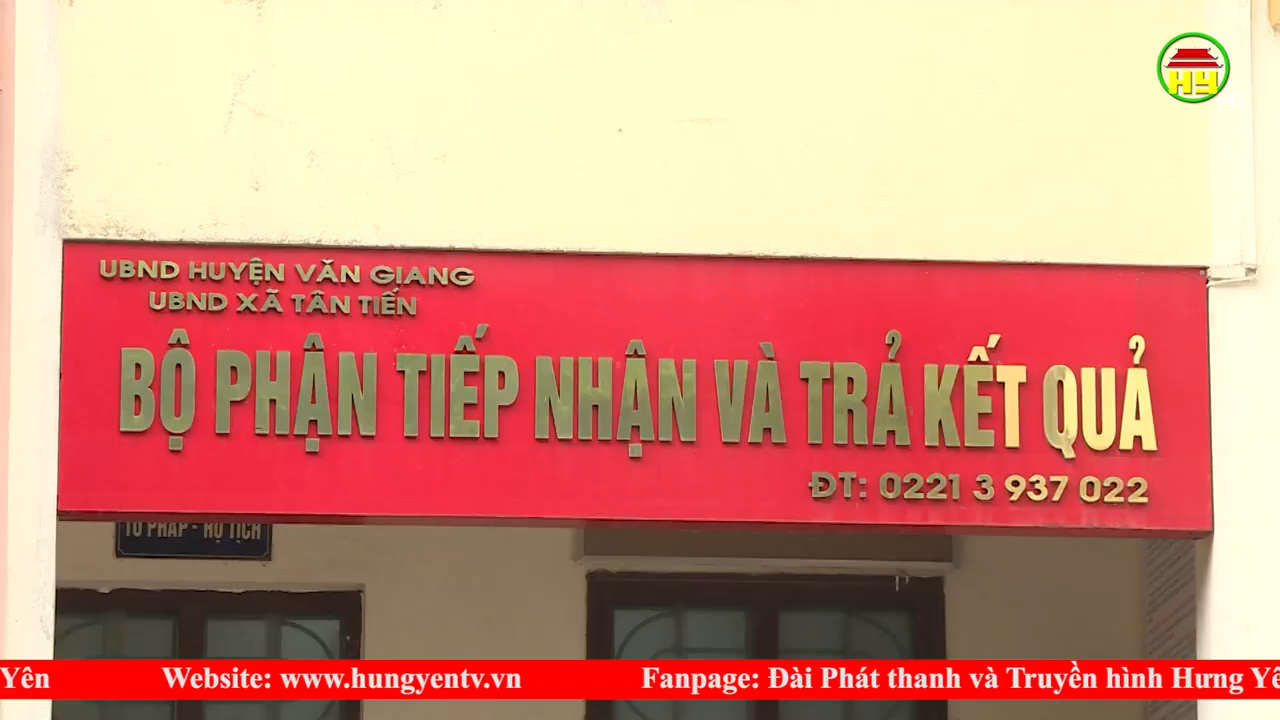 HY
UBND HUYỆN VĂN GIANG
UBND XÃ TÂN TIẾN
BỘ PHẬN TIẾP NHẬN VÀ TRẢ KẾT QUẢ
ĐT: 0221 3 937 022
TƯ PHÁP - HỘ TỊCH
Yên Website: www.hungyentv.vn Fanpage: Đài Phát thanh và Truyền hình Hưng Yê